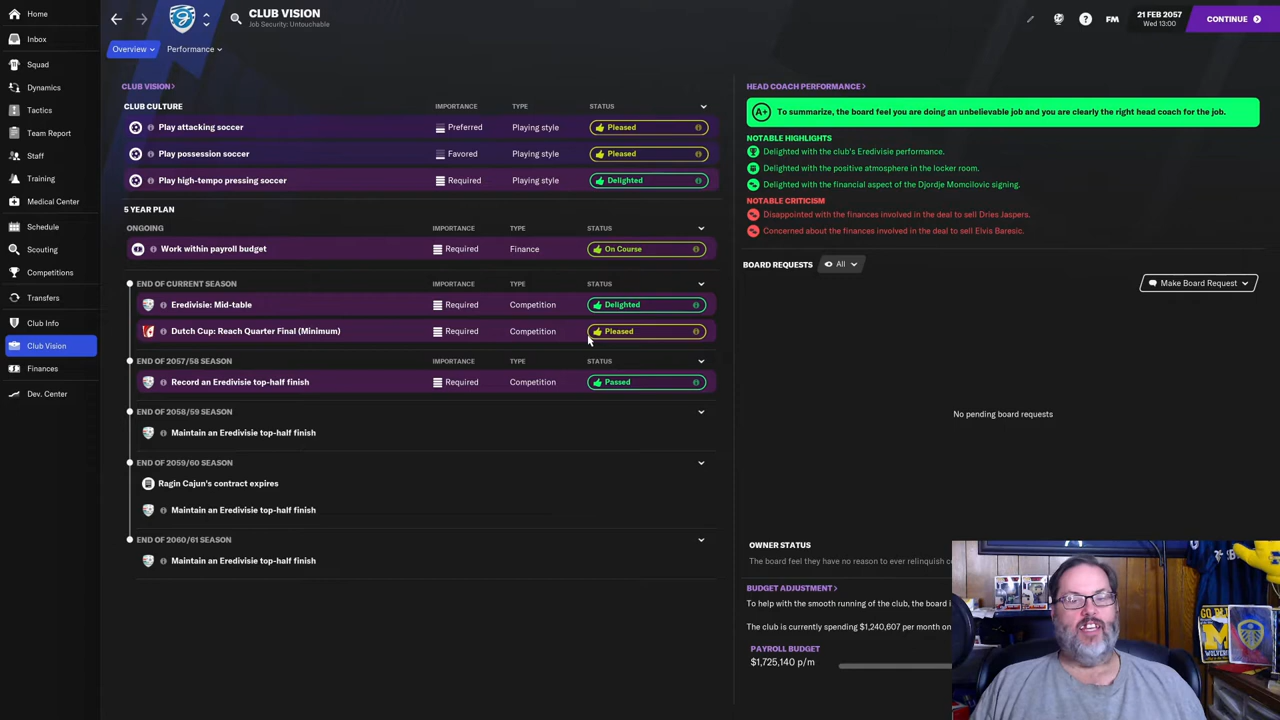 Home
Inbox
Squad
Dynamics
Tactics
Team Report
Staff
Training
Medical Center
Schedule
Scouting
Competitions
Transfers
Club Info
Club Vision
Finances
Dev. Center
CLUB VISION
Job Security: Untouchable
FM
21 FEB 2057
Wed 13:00
CONTINUE
Overview
Performance
CLUB VISION>
CLUB CULTURE IMPORTANCE TYPE STATUS
Play attacking soccer Preferred Playing style Pleased
Play possession soccer Favored Playing style Pleased
Play high-tempo pressing soccer Required Playing style Delighted
5 YEAR PLAN
ONGOING IMPORTANCE TYPE STATUS
Work within payroll budget Required Finance On Course
END OF CURRENT SEASON IMPORTANCE TYPE STATUS
Eredivisie: Mid-table Required Competition Delighted
Dutch Cup: Reach Quarter Final (Minimum) Required Competition Pleased
END OF 2057/58 SEASON IMPORTANCE TYPE STATUS
Record an Eredivisie top-half finish Required Competition Passed
END OF 2058/59 SEASON
Maintain an Eredivisie top-half finish
END OF 2059/60 SEASON
Ragin Cajun's contract expires
Maintain an Eredivisie top-half finish
END OF 2060/61 SEASON
Maintain an Eredivisie top-half finish
HEAD COACH PERFORMANCE>
A+ To summarize, the board feel you are doing an unbelievable job and you are clearly the right head coach for the job.
NOTABLE HIGHLIGHTS
Delighted with the club's Eredivisie performance.
Delighted with the positive atmosphere in the locker room.
Delighted with the financial aspect of the Djordje Momcilovic signing.
NOTABLE CRITICISM
Disappointed with the finances involved in the deal to sell Dries Jaspers.
Concerned about the finances involved in the deal to sell Elvis Baresic.
BOARD REQUESTS All
Make Board Request
No pending board requests
OWNER STATUS
The board feel they have no reason to ever relinquish
BUDGET ADJUSTMENT>
To help with the smooth running of the club, the board
The club is currently spending $1,240,607 per month on
PAYROLL BUDGET
$1,725,140 p/m
GO BLUE
M
WOLVERINES